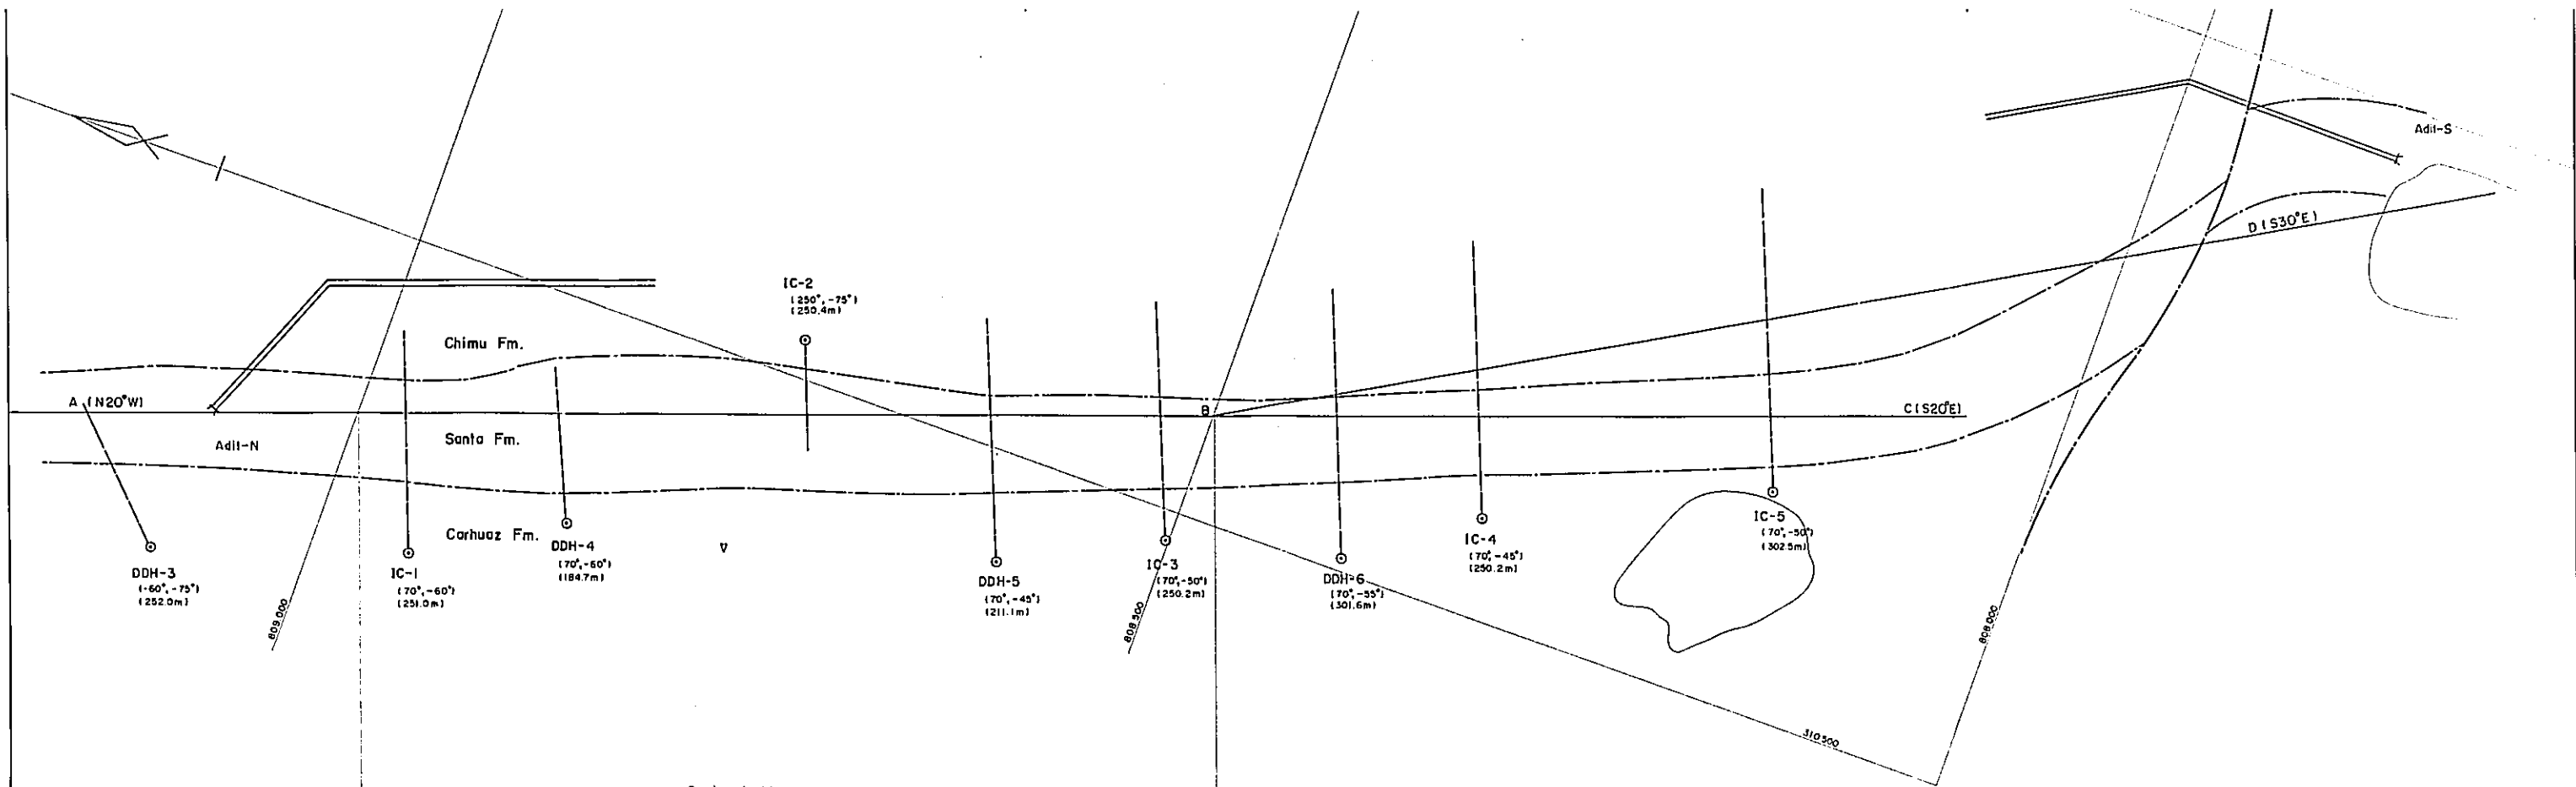 Adit-S
D (S30°E)
IC-2
(250°,-75°)
(250.4m)
Chimu Fm.
A (N20°W)
B
C(S20°E)
Adit-N
Santa Fm.
Carhuaz Fm.
DDH-3
(-60°,-75°)
(252.0m)
IC-1
(70°,-60°)
(251.0m)
DDH-4
(70°,-60°)
(184.7m)
DDH-5
(70°,-45°)
(211.1m)
IC-3
(70°,-50°)
(250.2m)
DDH-6
(70°,-55°)
(301.6m)
IC-4
(70°,-45°)
(250.2m)
IC-5
(70°,-50°)
(302.5m)
809.000
808.500
808.000
310.500